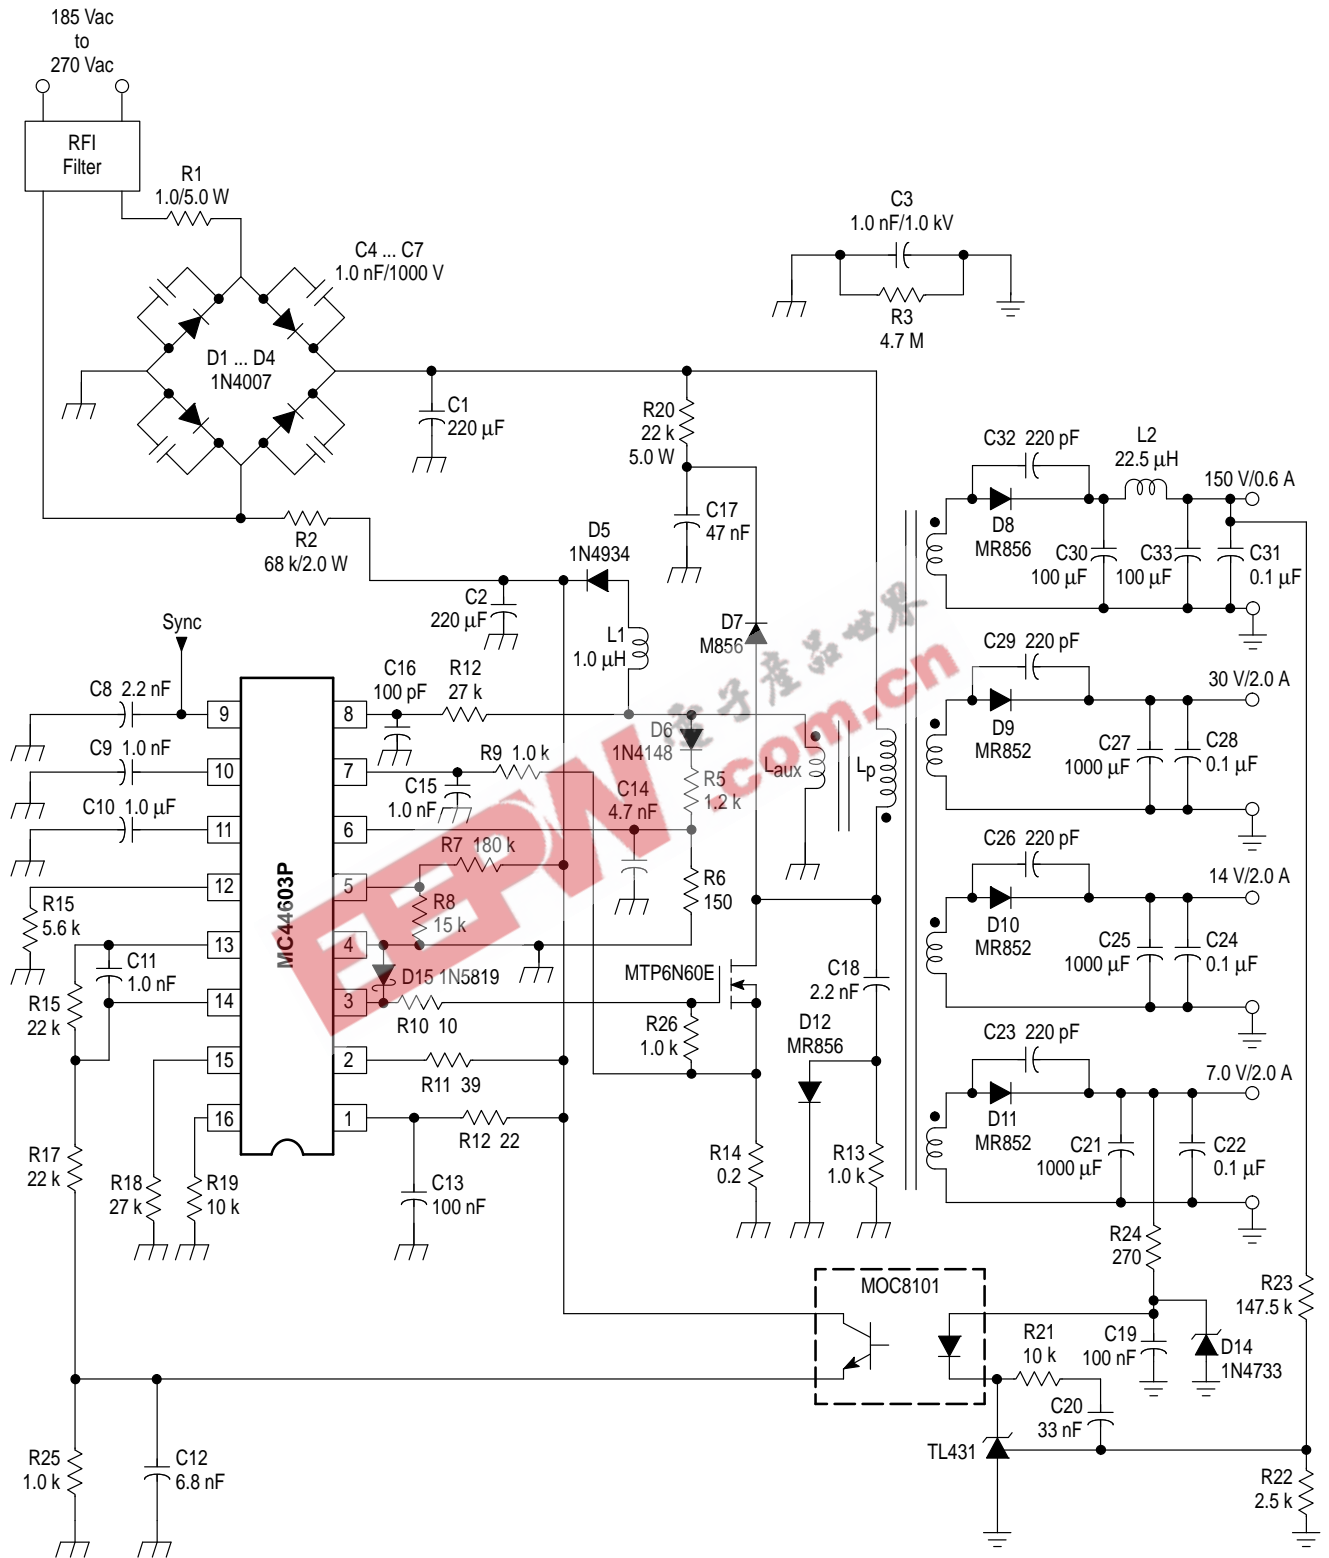 185 Vac
to
270 Vac
RFI
Filter
R1
1.0/5.0 W
C4 ... C7
1.0 nF/1000 V
D1 ... D4
1N4007
C3
1.0 nF/1.0 kV
R3
4.7 M
C1
220 µF
R20
22 k
5.0 W
C17
47 nF
R2
68 k/2.0 W
D5
1N4934
C2
220 µF
L1
1.0 µH
D7
M856
C32 220 pF
L2
22.5 µH
150 V/0.6 A
D8
MR856
C30
100 µF
C33
100 µF
C31
0.1 µF
Sync
C8 2.2 nF
C9 1.0 nF
C10 1.0 µF
9
10
11
12
13
14
15
16
MC44603P
8
7
6
5
4
3
2
1
C16
100 pF
R12
27 k
R9 1.0 k
C15
1.0 nF
D6
1N4148
R5
1.2 k
C14
4.7 nF
R7 180 k
R8
15 k
R6
150
Laux
Lp
C29 220 pF
30 V/2.0 A
D9
MR852
C27
1000 µF
C28
0.1 µF
C26 220 pF
14 V/2.0 A
D10
MR852
C25
1000 µF
C24
0.1 µF
R15
5.6 k
C11
1.0 nF
R15
22 k
D15 1N5819
R10 10
R11 39
R12 22
C13
100 nF
MTP6N60E
R26
1.0 k
C18
2.2 nF
D12
MR856
R14
0.2
R13
1.0 k
C23 220 pF
7.0 V/2.0 A
D11
MR852
C21
1000 µF
C22
0.1 µF
R17
22 k
R18
27 k
R19
10 k
R24
270
MOC8101
R23
147.5 k
R21
10 k
C19
100 nF
D14
1N4733
C20
33 nF
TL431
R25
1.0 k
C12
6.8 nF
R22
2.5 k
EEPW
.com.cn
電子產品世界